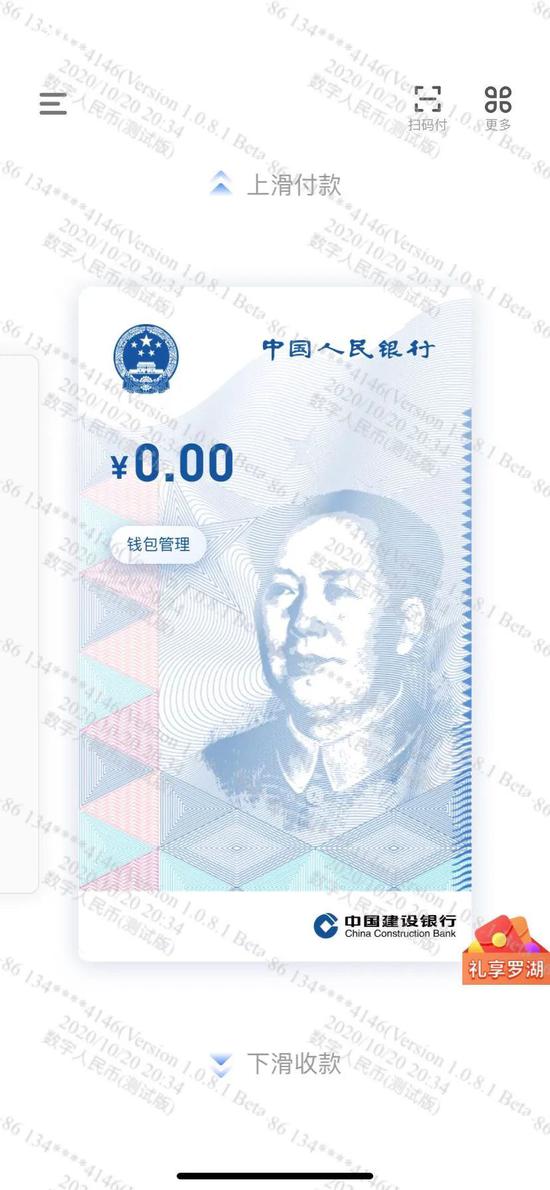 扫码付
更多
上滑付款
中国人民银行
¥0.00
钱包管理
中国建设银行
China Construction Bank
礼享罗湖
下滑收款
86 134****4146(Version 1.0.8.1 Beta
2020/10/20 20:34
数字人民币(测试版)